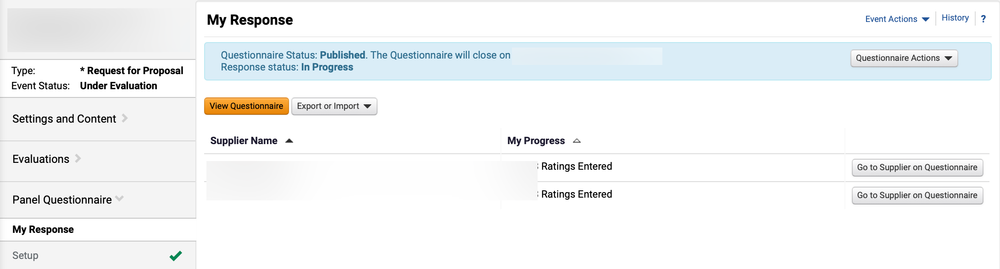 My Response
Event Actions
History
?
Questionnaire Status: Published. The Questionnaire will close on
Response status: In Progress
Questionnaire Actions
Type: * Request for Proposal
Event Status: Under Evaluation
Settings and Content
Evaluations
Panel Questionnaire
My Response
Setup
View Questionnaire
Export or Import
Supplier Name
My Progress
Ratings Entered
Go to Supplier on Questionnaire
Ratings Entered
Go to Supplier on Questionnaire